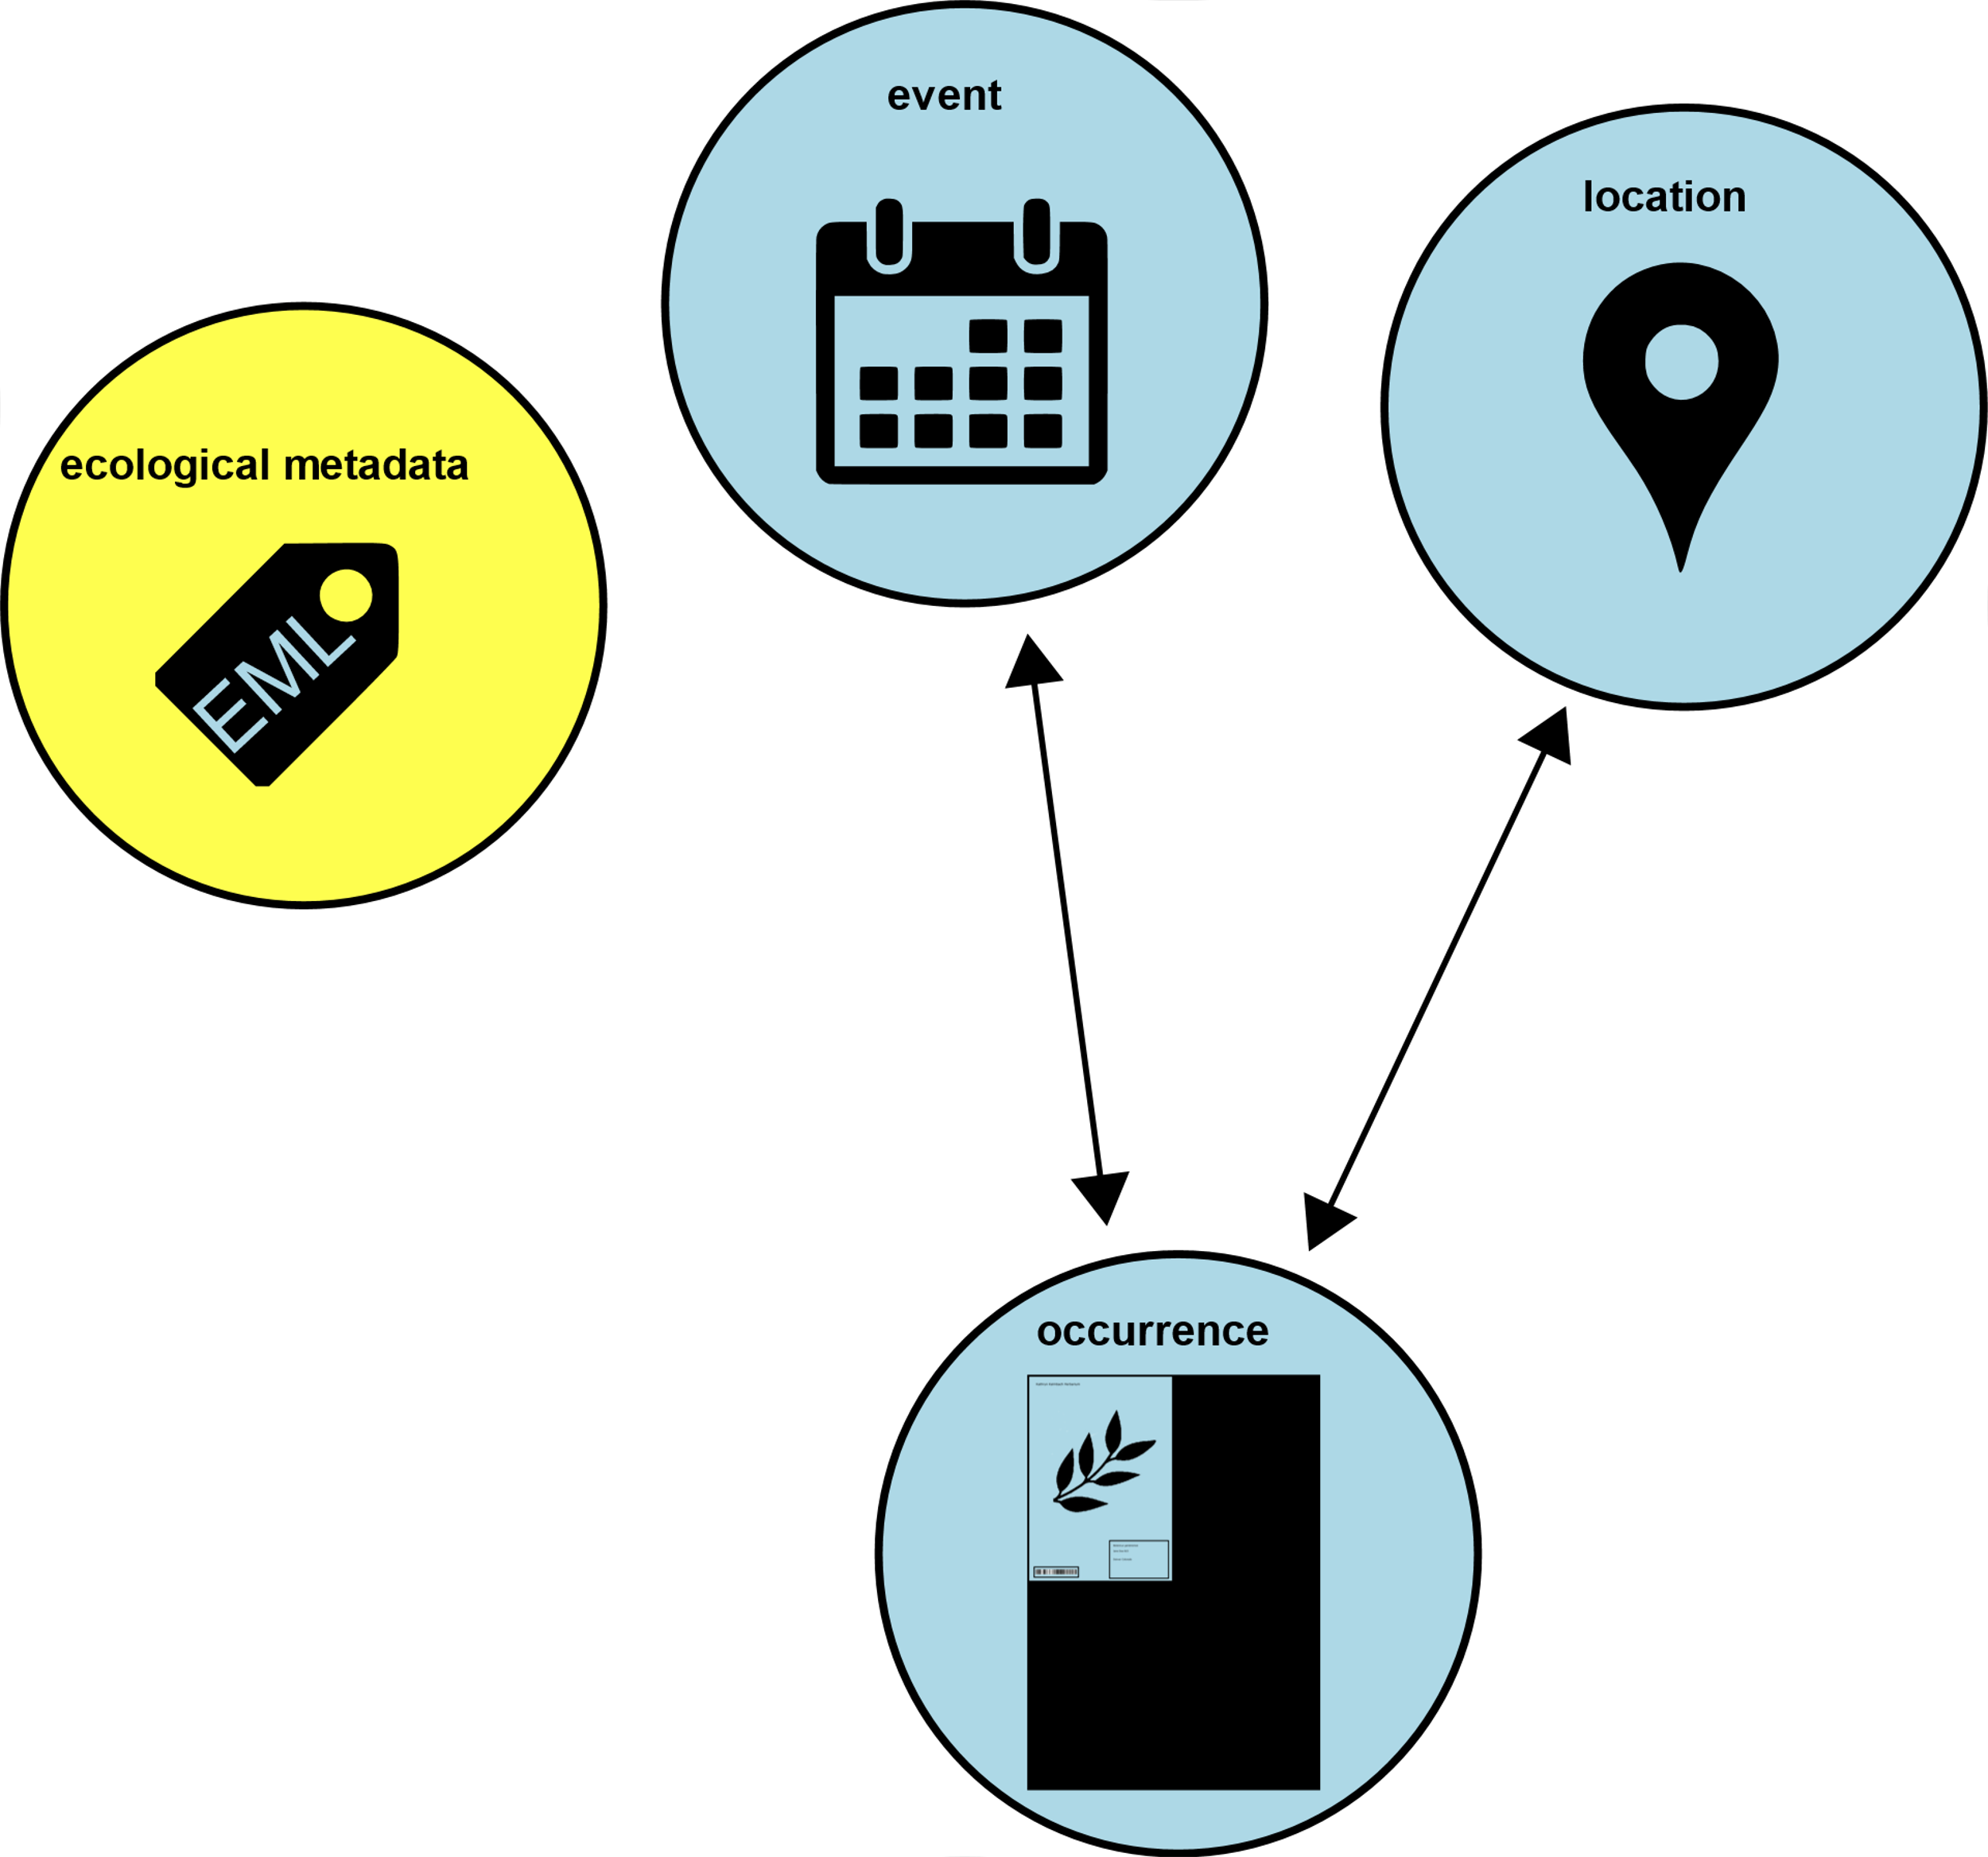 event
location
ecological metadata
EML
occurrence